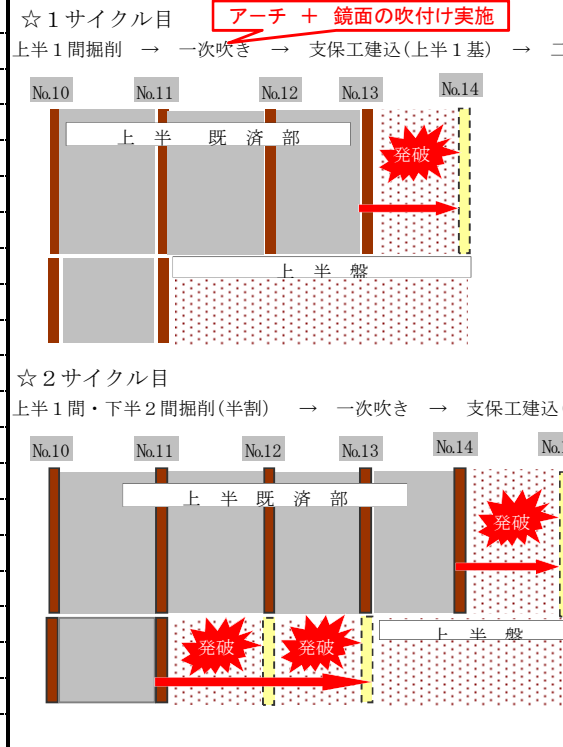 ☆１サイクル目
アーチ ＋ 鏡面の吹付け実施
上半１間掘削 → 一次吹き → 支保工建込(上半１基) → 二
№10 №11 №12 №13 №14
上 半 既 済 部
発破
上 半 盤
☆２サイクル目
上半１間・下半２間掘削(半割) → 一次吹き → 支保工建込
№10 №11 №12 №13 №14 №1
上 半 既 済 部
発破
発破 発破
上 半 盤